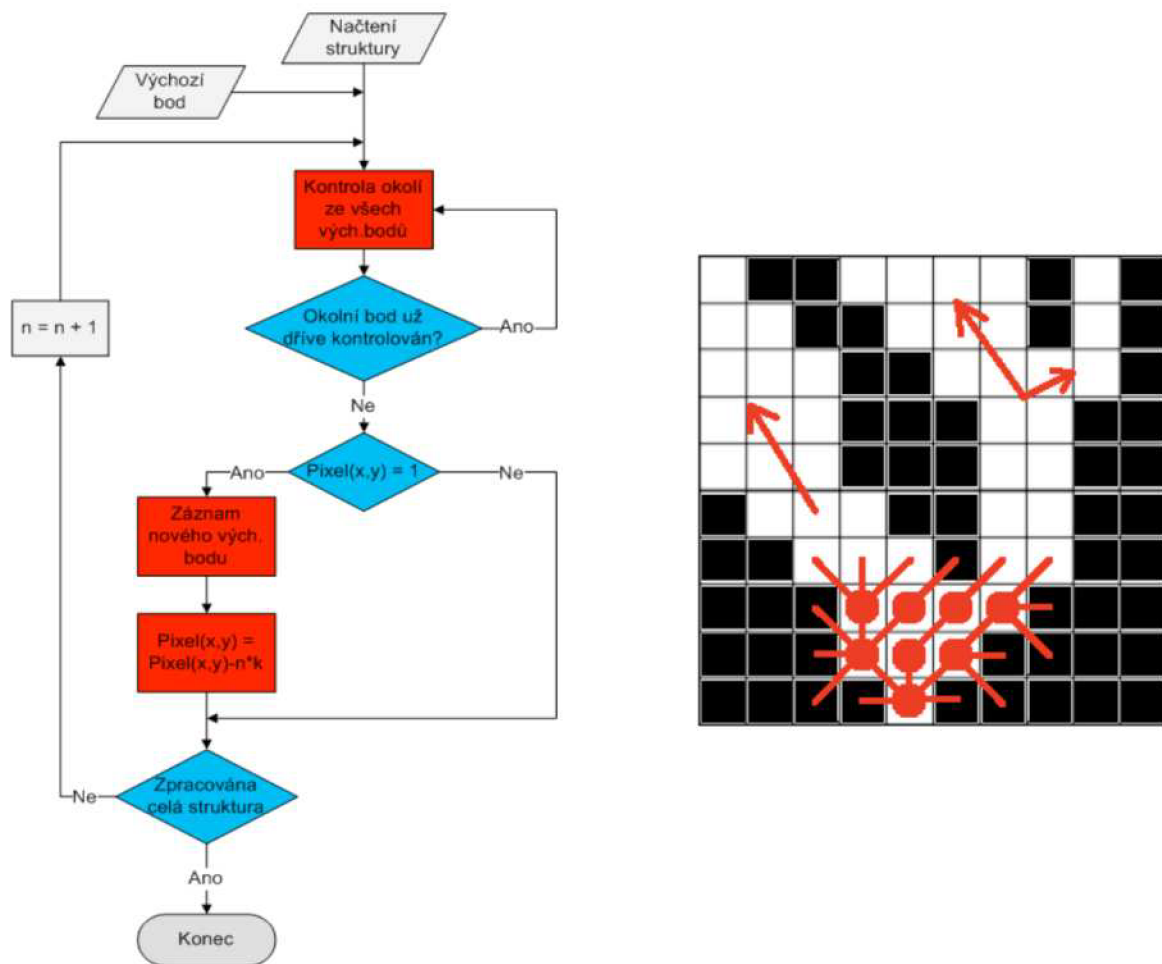 Načtení
struktury
Výchozí
bod
Kontrola okolí
ze všech
vých.bodů
n = n + 1
Okolní bod už
dříve kontrolován?
Ano
Ne
Pixel(x,y) = 1
Ano
Ne
Záznam
nového vých.
bodu
Pixel(x,y) =
Pixel(x,y)-n*k
Zpracována
celá struktura
Ne
Ano
Konec